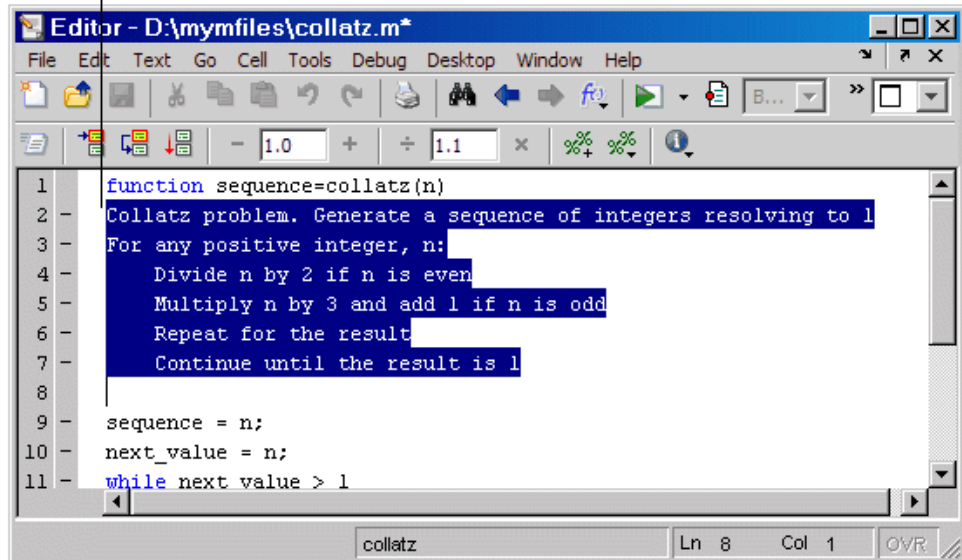 Editor - D:\mymfiles\collatz.m*
File Edit Text Go Cell Tools Debug Desktop Window Help
B... »
- 1.0 + ÷ 1.1 ×
1 function sequence=collatz(n)
2 - Collatz problem. Generate a sequence of integers resolving to 1
3 - For any positive integer, n:
4 - Divide n by 2 if n is even
5 - Multiply n by 3 and add 1 if n is odd
6 - Repeat for the result
7 - Continue until the result is 1
8
9 - sequence = n;
10 - next_value = n;
11 - while next_value > 1
collatz Ln 8 Col 1 OVR